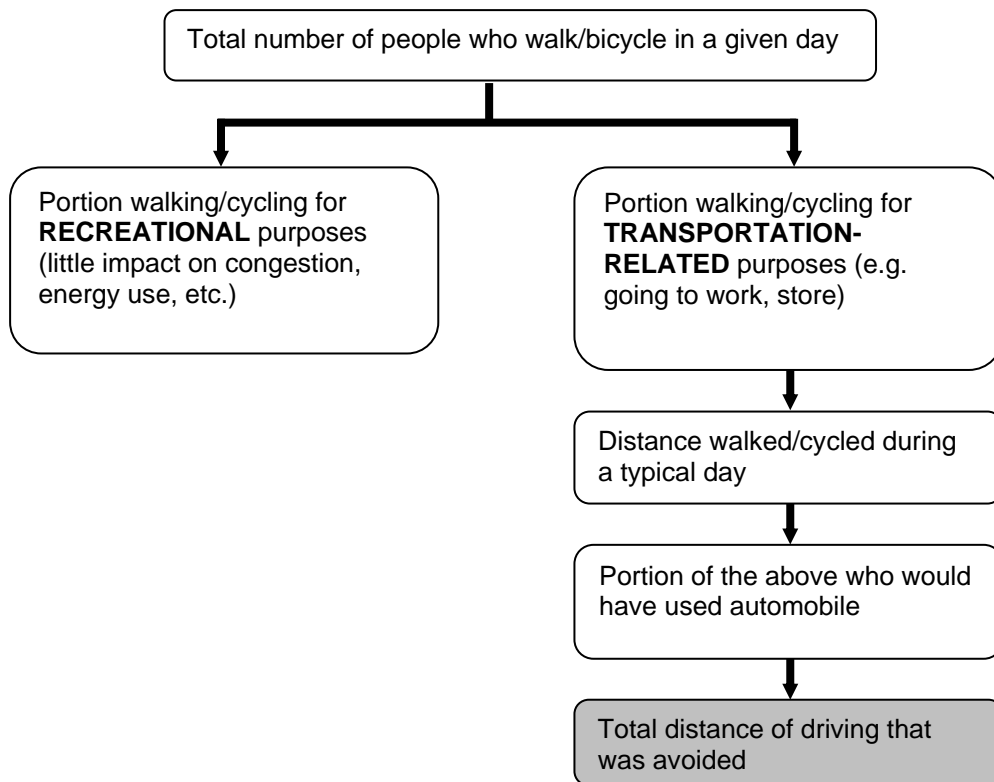 Total number of people who walk/bicycle in a given day
Portion walking/cycling for
RECREATIONAL purposes
(little impact on congestion,
energy use, etc.)
Portion walking/cycling for
TRANSPORTATION-
RELATED purposes (e.g.
going to work, store)
Distance walked/cycled during
a typical day
Portion of the above who would
have used automobile
Total distance of driving that
was avoided